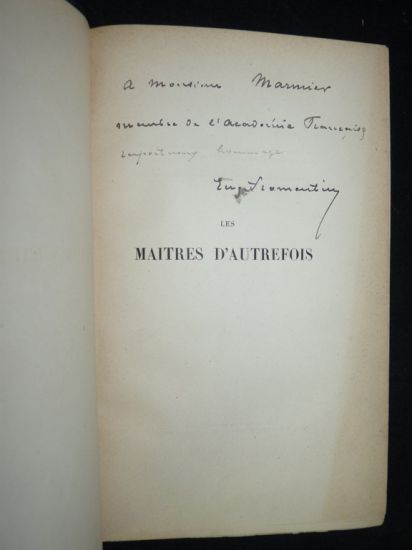 A Monsieur Marmier
membre de l'Académie Française
respectueux hommage
Eug. Fromentin
LES
MAITRES D'AUTREFOIS